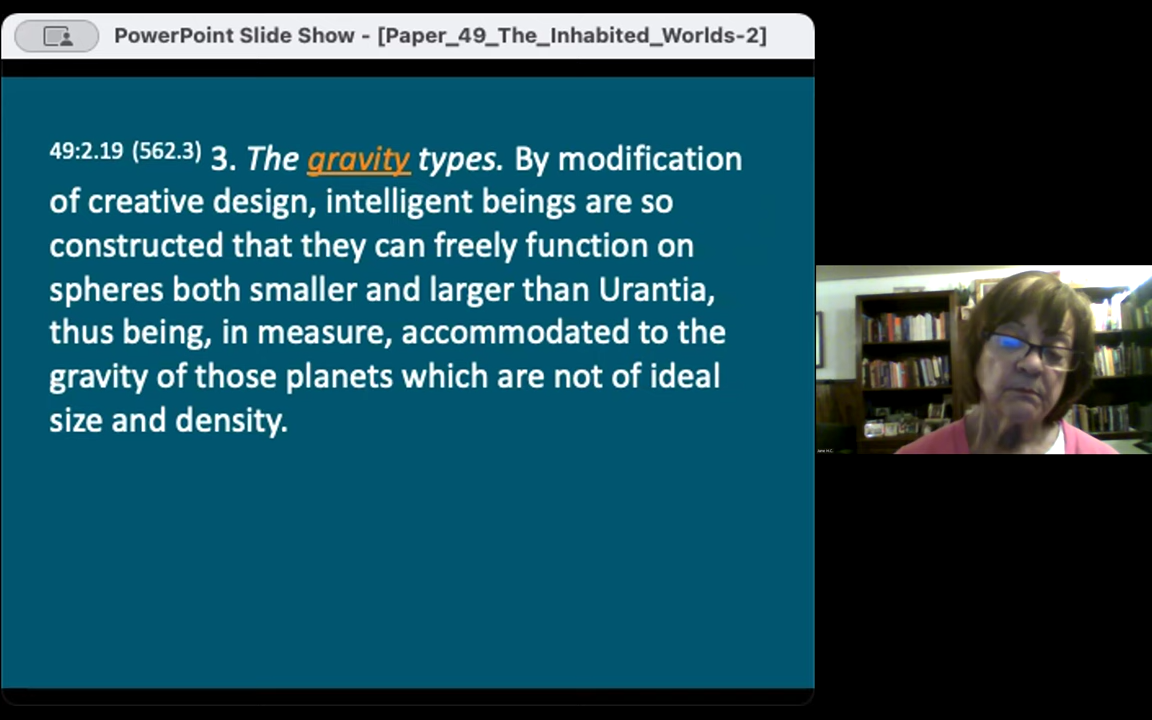 PowerPoint Slide Show - [Paper_49_The_Inhabited_Worlds-2]
49:2.19 (562.3) 3. The gravity types. By modification
of creative design, intelligent beings are so
constructed that they can freely function on
spheres both smaller and larger than Urantia,
thus being, in measure, accommodated to the
gravity of those planets which are not of ideal
size and density.